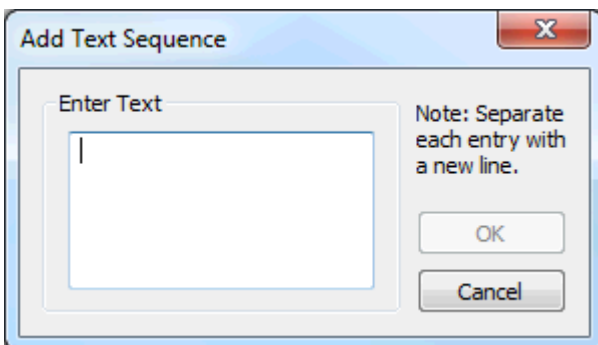 Add Text Sequence
Enter Text
Note: Separate
each entry with
a new line.
OK
Cancel